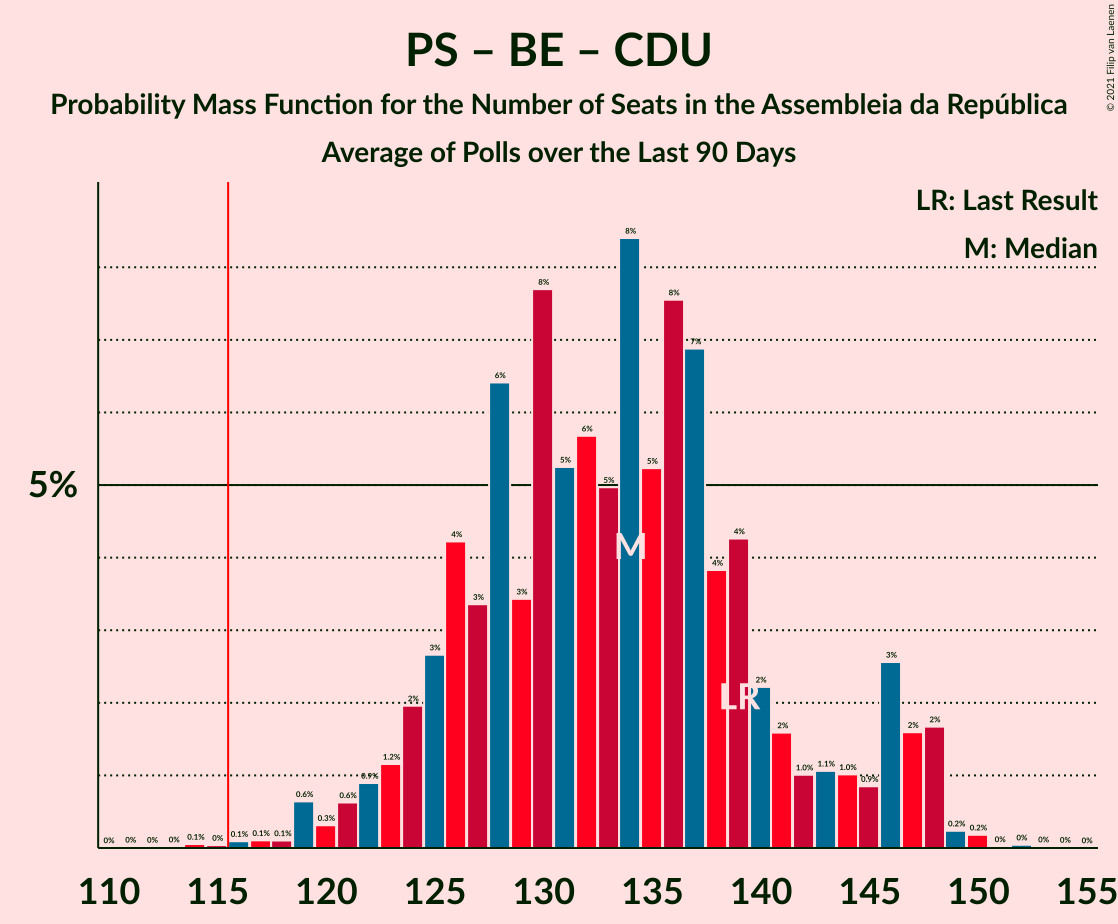 PS – BE – CDU
Probability Mass Function for the Number of Seats in the Assembleia da República
Average of Polls over the Last 90 Days
© 2021 Filip van Laenen
LR: Last Result
M: Median
5%
0% 0% 0% 0% 0.1% 0% 0.1% 0.1% 0.1% 0.6% 0.3% 0.6% 0.9% 1.2% 2% 3% 4% 3% 6% 3% 8% 5% 6% 5% 8% 5% 8% 7% 4% 4% 2% 2% 1.0% 1.1% 1.0% 0.9% 3% 2% 2% 0.2% 0.2% 0% 0% 0% 0% 0%
M
LR
110 115 120 125 130 135 140 145 150 155